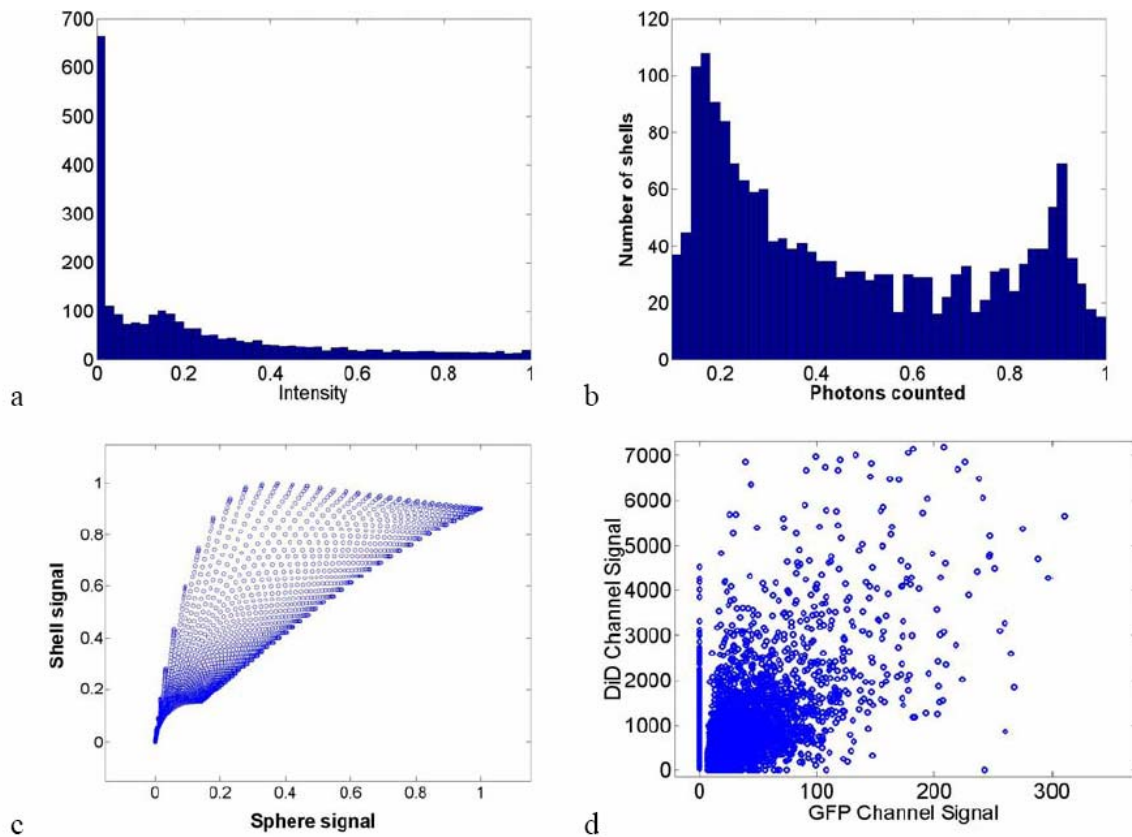 700
600
500
400
300
200
100
0
0 0.2 0.4 0.6 0.8 1
Intensity
a
120
100
80
60
40
20
0
Number of shells
0.2 0.4 0.6 0.8 1
Photons counted
b
1
0.8
0.6
0.4
0.2
0
Shell signal
0 0.2 0.4 0.6 0.8 1
Sphere signal
c
7000
6000
5000
4000
3000
2000
1000
0
DiD Channel Signal
0 100 200 300
GFP Channel Signal
d